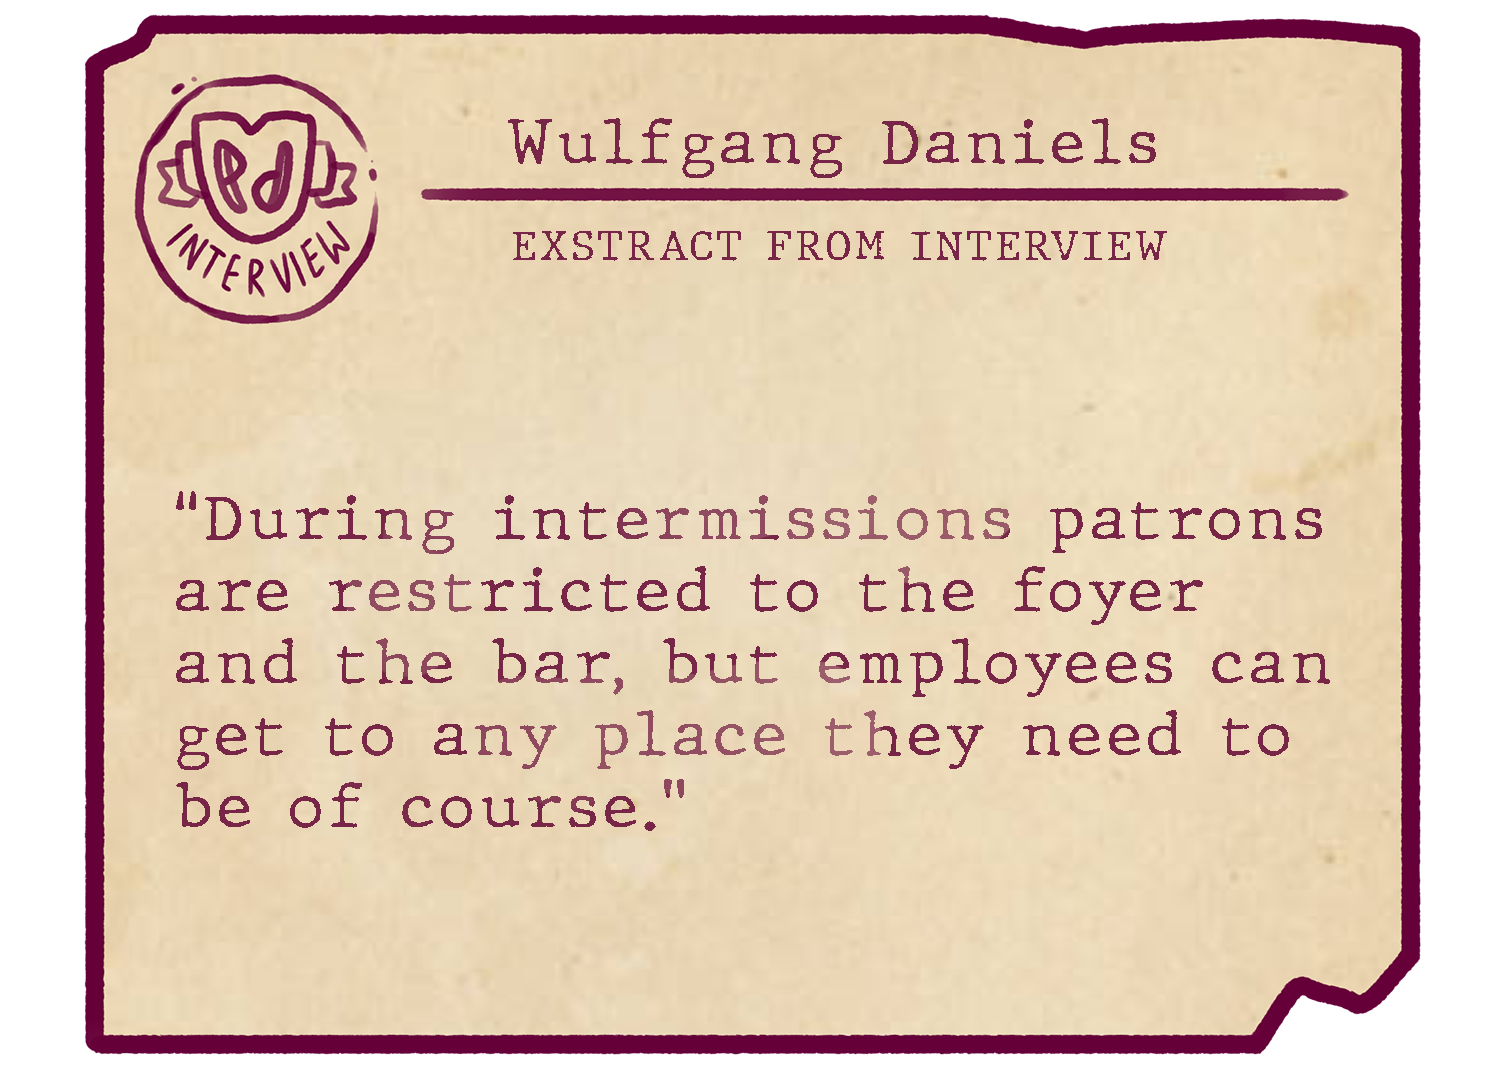 Wulfgang Daniels
EXSTRACT FROM INTERVIEW
Pd
INTERVIEW
“During intermissions patrons
are restricted to the foyer
and the bar, but employees can
get to any place they need to
be of course."